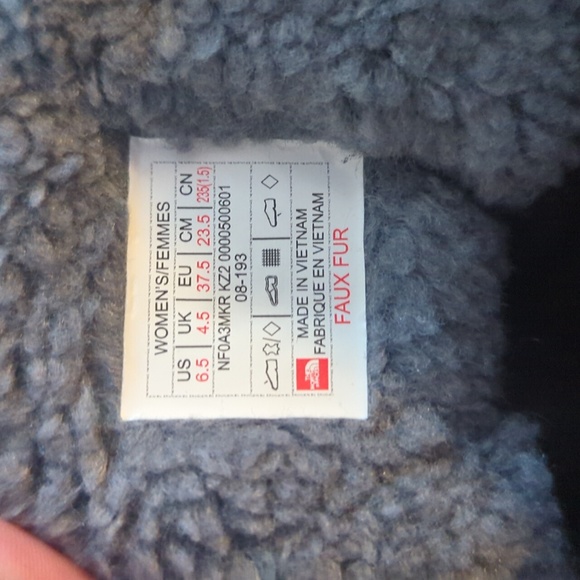 WOMEN'S/FEMMES
US | UK | EU | CM | CN
6.5 | 4.5 | 37.5 | 23.5 | 235(1.5)
NF0A3MKR KZ2 0000500601
08-193
MADE IN VIETNAM
FABRIQUE EN VIETNAM
FAUX FUR